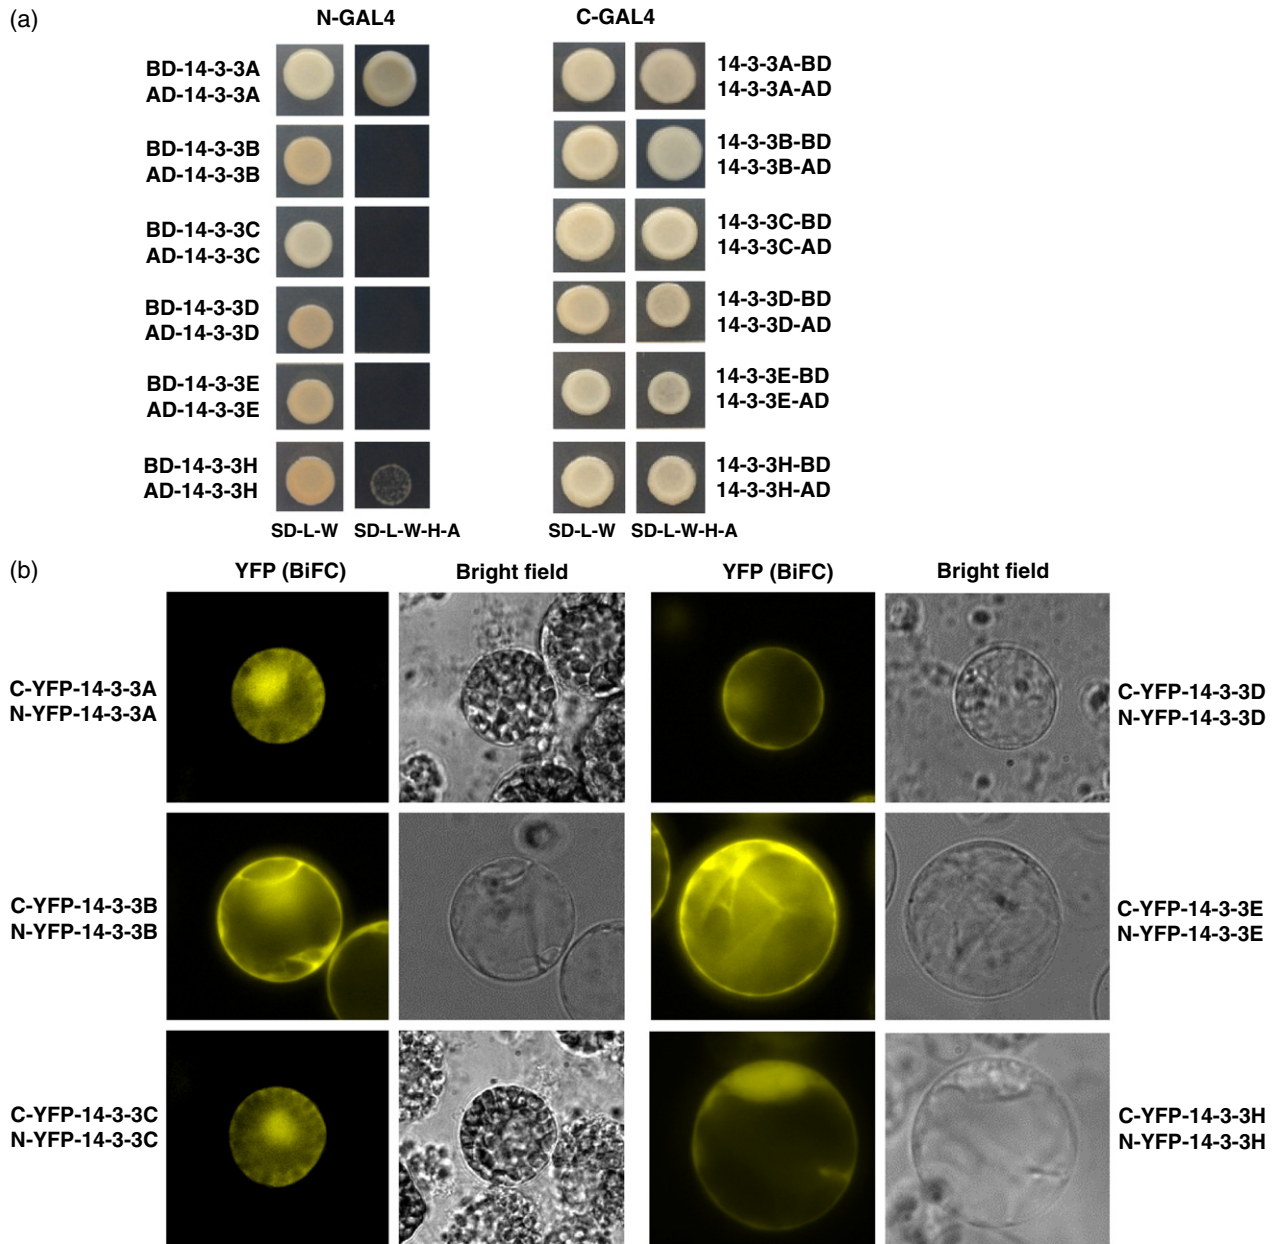 (a)
N-GAL4
C-GAL4
BD-14-3-3A
AD-14-3-3A
14-3-3A-BD
14-3-3A-AD
BD-14-3-3B
AD-14-3-3B
14-3-3B-BD
14-3-3B-AD
BD-14-3-3C
AD-14-3-3C
14-3-3C-BD
14-3-3C-AD
BD-14-3-3D
AD-14-3-3D
14-3-3D-BD
14-3-3D-AD
BD-14-3-3E
AD-14-3-3E
14-3-3E-BD
14-3-3E-AD
BD-14-3-3H
AD-14-3-3H
14-3-3H-BD
14-3-3H-AD
SD-L-W
SD-L-W-H-A
SD-L-W
SD-L-W-H-A
(b)
YFP (BiFC)
Bright field
YFP (BiFC)
Bright field
C-YFP-14-3-3A
N-YFP-14-3-3A
C-YFP-14-3-3D
N-YFP-14-3-3D
C-YFP-14-3-3B
N-YFP-14-3-3B
C-YFP-14-3-3E
N-YFP-14-3-3E
C-YFP-14-3-3C
N-YFP-14-3-3C
C-YFP-14-3-3H
N-YFP-14-3-3H